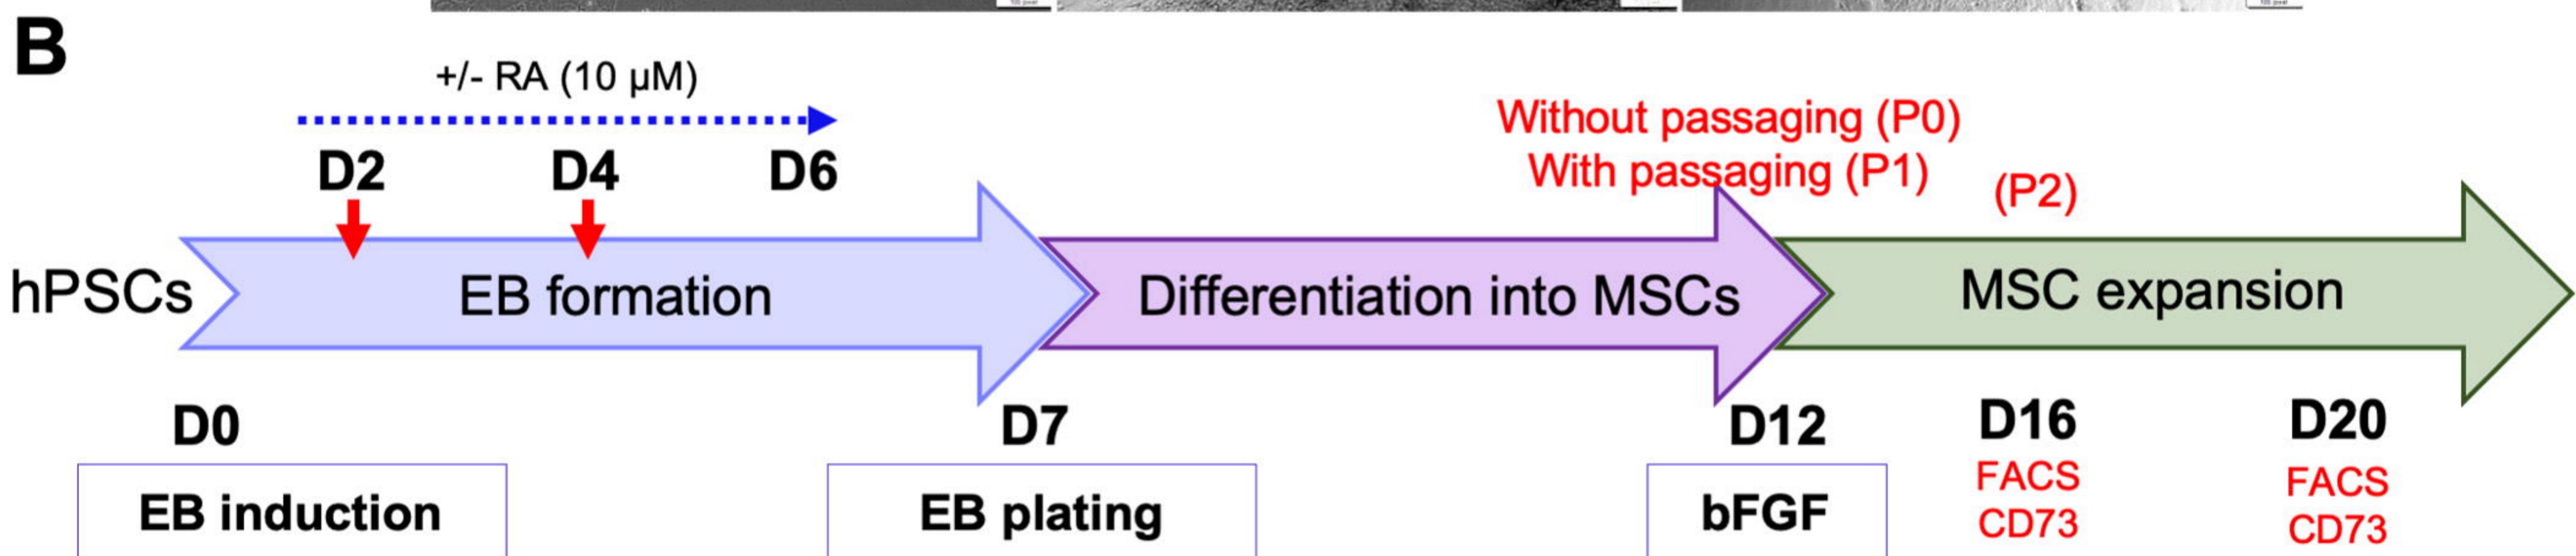 B
+/- RA (10 µM)
D2 D4 D6
Without passaging (P0)
With passaging (P1)
(P2)
hPSCs
EB formation
Differentiation into MSCs
MSC expansion
D0 D7 D12 D16 D20
EB induction
EB plating
bFGF
FACS
CD73
FACS
CD73